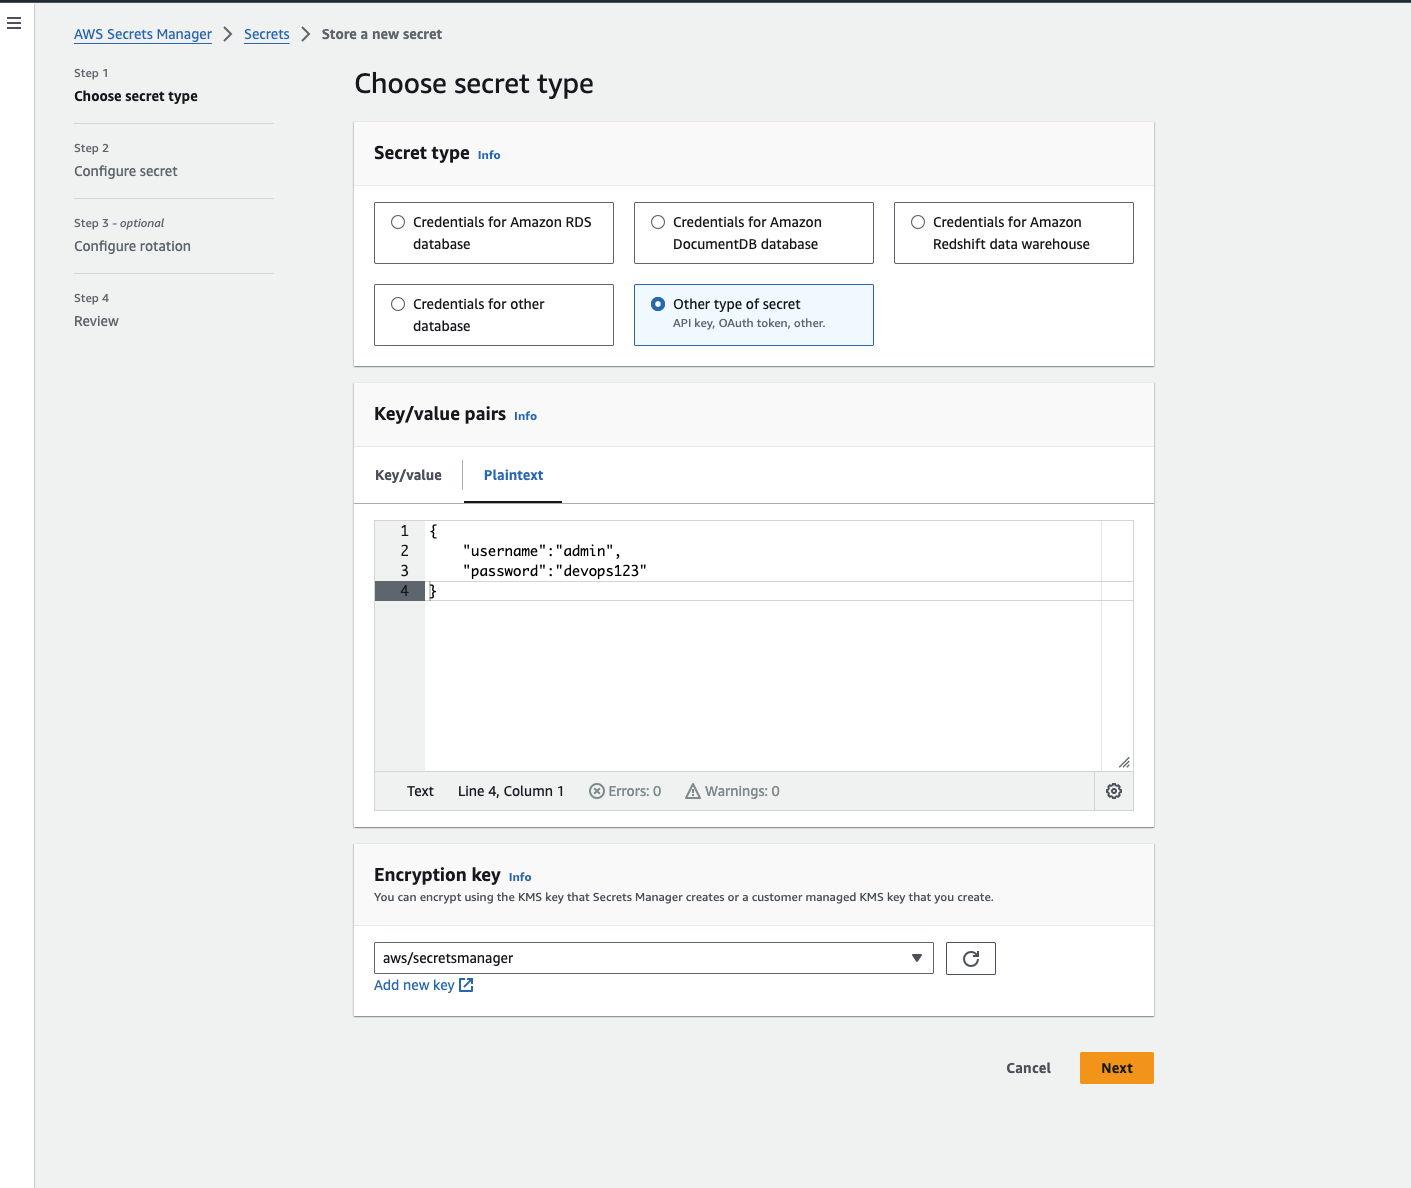 AWS Secrets Manager > Secrets > Store a new secret
Step 1
Choose secret type
Step 2
Configure secret
Step 3 - optional
Configure rotation
Step 4
Review
Choose secret type
Secret type Info
Credentials for Amazon RDS
database
Credentials for Amazon
DocumentDB database
Credentials for Amazon
Redshift data warehouse
Credentials for other
database
Other type of secret
API key, OAuth token, other.
Key/value pairs Info
Key/value
Plaintext
1 {
2     "username":"admin",
3     "password":"devops123"
4 }
Text Line 4, Column 1 Errors: 0 Warnings: 0
Encryption key Info
You can encrypt using the KMS key that Secrets Manager creates or a customer managed KMS key that you create.
aws/secretsmanager
Add new key
Cancel Next